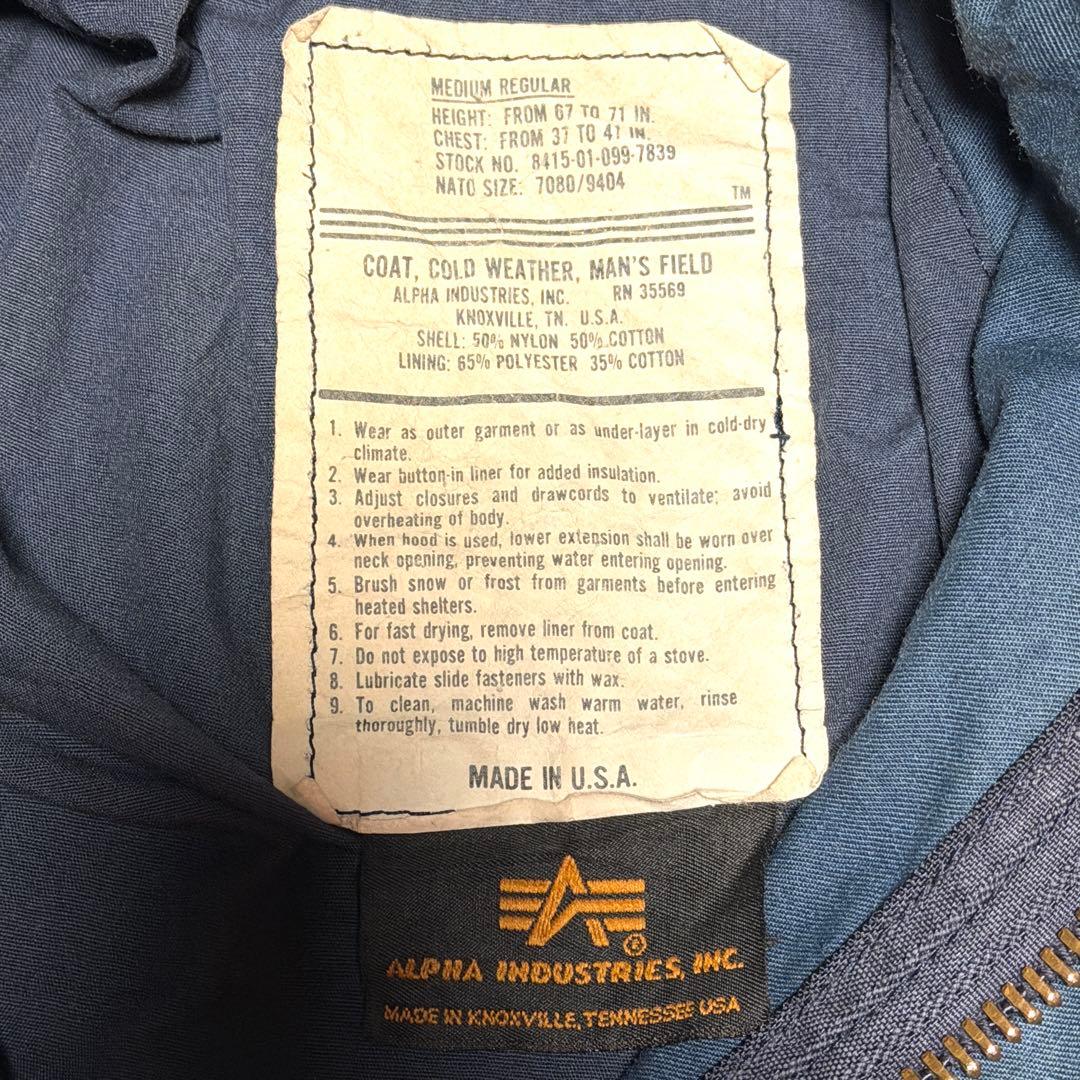 MEDIUM REGULAR
HEIGHT: FROM 67 TO 71 IN.
CHEST: FROM 37 TO 41 IN.
STOCK NO. 8415-01-099-7839
NATO SIZE: 7080/9404
TM
COAT, COLD WEATHER, MAN'S FIELD
ALPHA INDUSTRIES, INC. RN 35569
KNOXVILLE, TN. U.S.A.
SHELL: 50% NYLON 50% COTTON
LINING: 65% POLYESTER 35% COTTON
1. Wear as outer garment or as under-layer in cold-dry
climate.
2. Wear button-in liner for added insulation.
3. Adjust closures and drawcords to ventilate; avoid
overheating of body.
4. When hood is used, lower extension shall be worn over
neck opening, preventing water entering opening.
5. Brush snow or frost from garments before entering
heated shelters.
6. For fast drying, remove liner from coat.
7. Do not expose to high temperature of a stove.
8. Lubricate slide fasteners with wax.
9. To clean, machine wash warm water, rinse
thoroughly, tumble dry low heat.
MADE IN U.S.A.
®
ALPHA INDUSTRIES, INC.
MADE IN KNOXVILLE, TENNESSEE USA